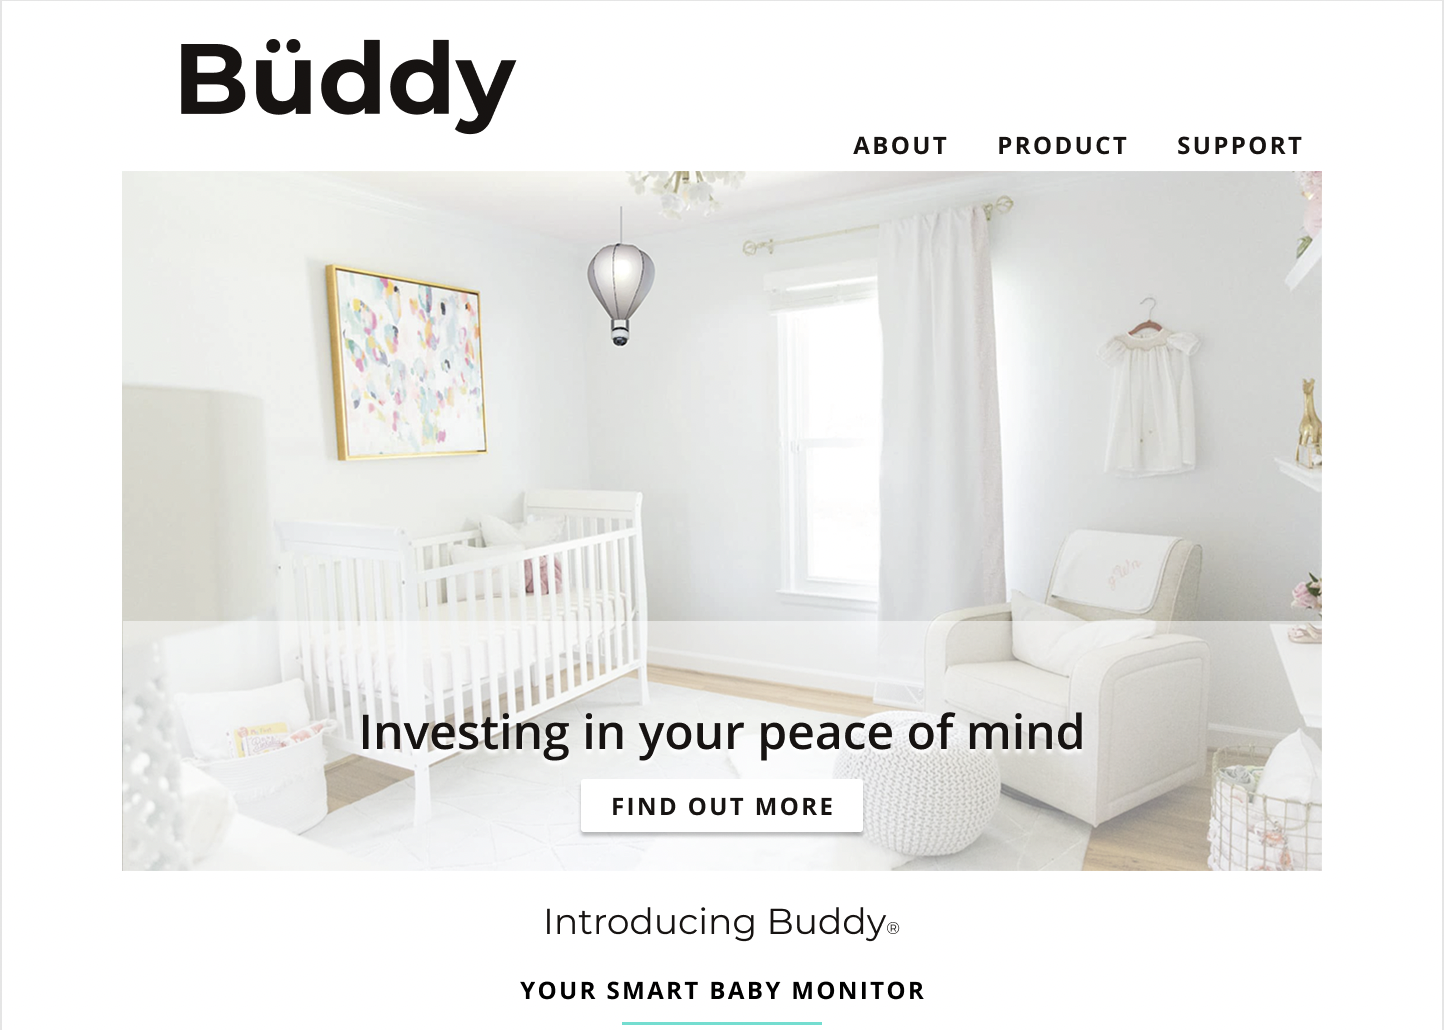 Büddy
ABOUT PRODUCT SUPPORT
Investing in your peace of mind
FIND OUT MORE
Introducing Buddy®
YOUR SMART BABY MONITOR